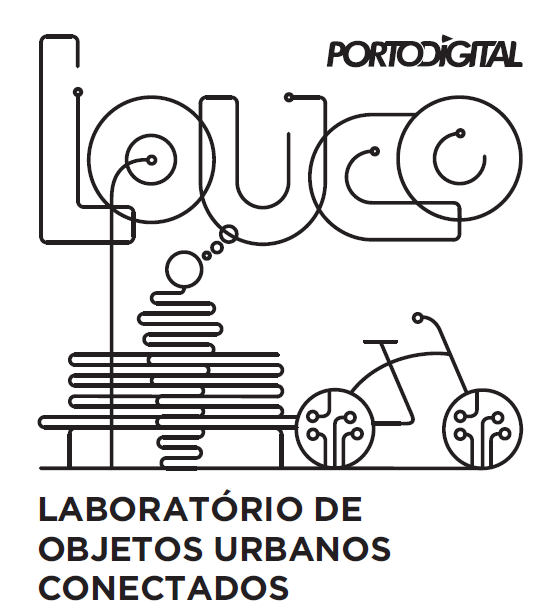 PORTODIGITAL
Louco
LABORATÓRIO DE
OBJETOS URBANOS
CONECTADOS